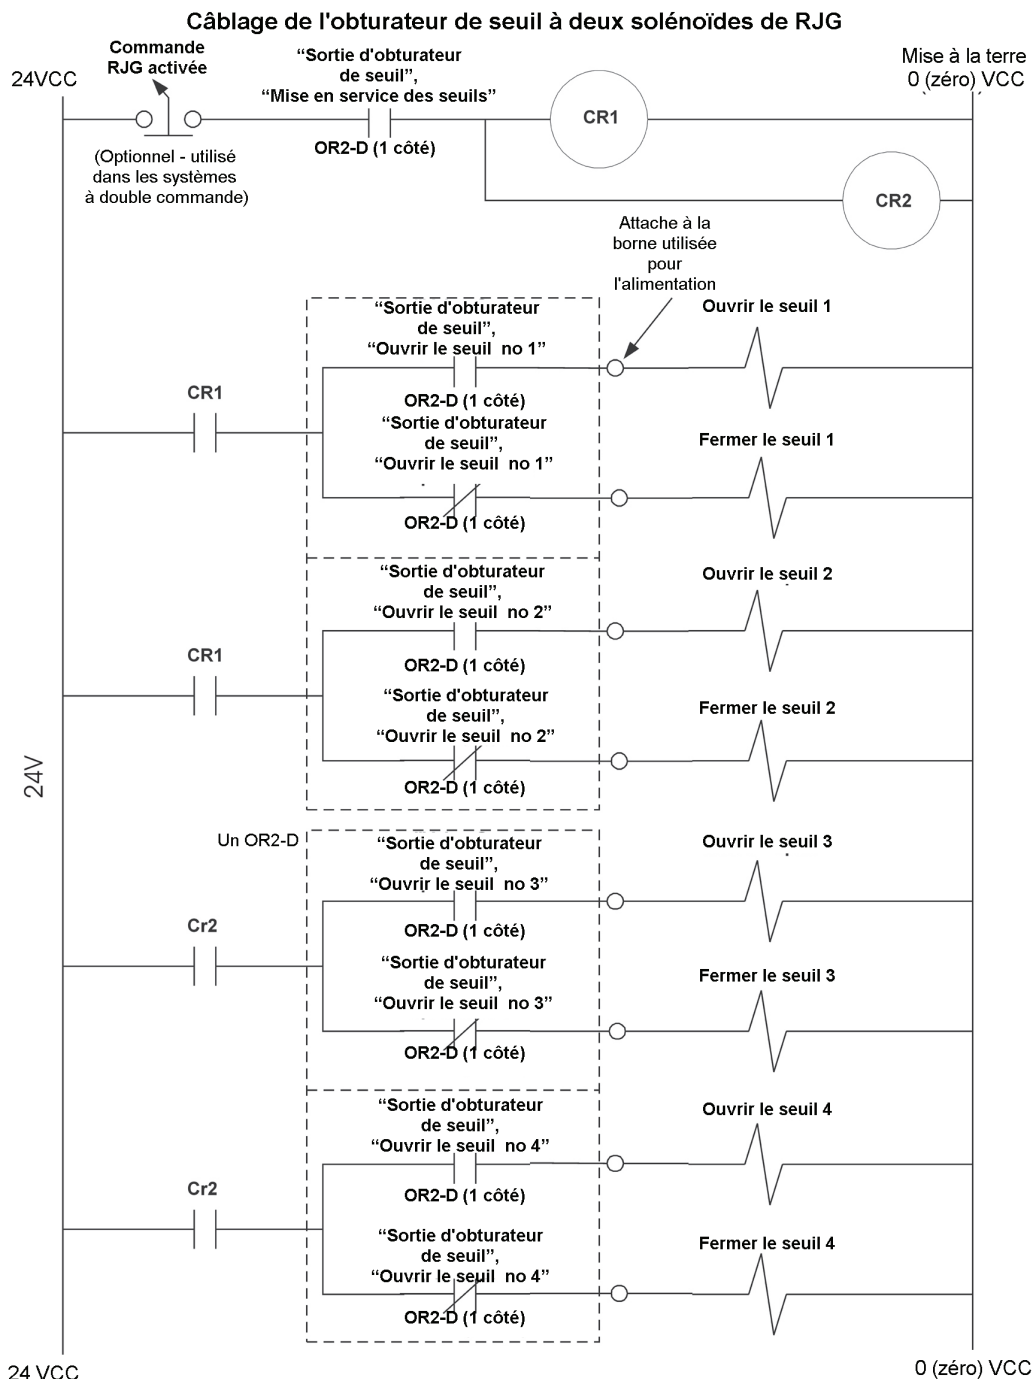 Câblage de l'obturateur de seuil à deux solénoïdes de RJG
Commande
RJG activée
“Sortie d'obturateur
de seuil”,
“Mise en service des seuils”
Mise à la terre
0 (zéro) VCC
24VCC
CR1
OR2-D (1 côté)
(Optionnel - utilisé
dans les systèmes
à double commande)
CR2
Attache à la
borne utilisée
pour
l'alimentation
“Sortie d'obturateur
de seuil”,
“Ouvrir le seuil no 1”
Ouvrir le seuil 1
CR1
OR2-D (1 côté)
“Sortie d'obturateur
de seuil”,
“Ouvrir le seuil no 1”
Fermer le seuil 1
OR2-D (1 côté)
“Sortie d'obturateur
de seuil”,
“Ouvrir le seuil no 2”
Ouvrir le seuil 2
CR1
OR2-D (1 côté)
“Sortie d'obturateur
de seuil”,
“Ouvrir le seuil no 2”
Fermer le seuil 2
OR2-D (1 côté)
24V
Un OR2-D
“Sortie d'obturateur
de seuil”,
“Ouvrir le seuil no 3”
Ouvrir le seuil 3
Cr2
OR2-D (1 côté)
“Sortie d'obturateur
de seuil”,
“Ouvrir le seuil no 3”
Fermer le seuil 3
OR2-D (1 côté)
“Sortie d'obturateur
de seuil”,
“Ouvrir le seuil no 4”
Ouvrir le seuil 4
Cr2
OR2-D (1 côté)
“Sortie d'obturateur
de seuil”,
“Ouvrir le seuil no 4”
Fermer le seuil 4
OR2-D (1 côté)
24 VCC
0 (zéro) VCC